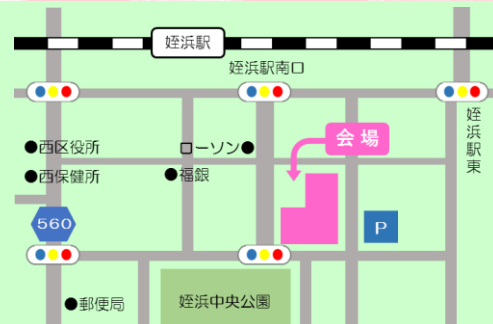 姪浜駅
姪浜駅南口
姪浜駅東
会場
●西区役所
ローソン●
●西保健所
●福銀
560
P
●郵便局
姪浜中央公園